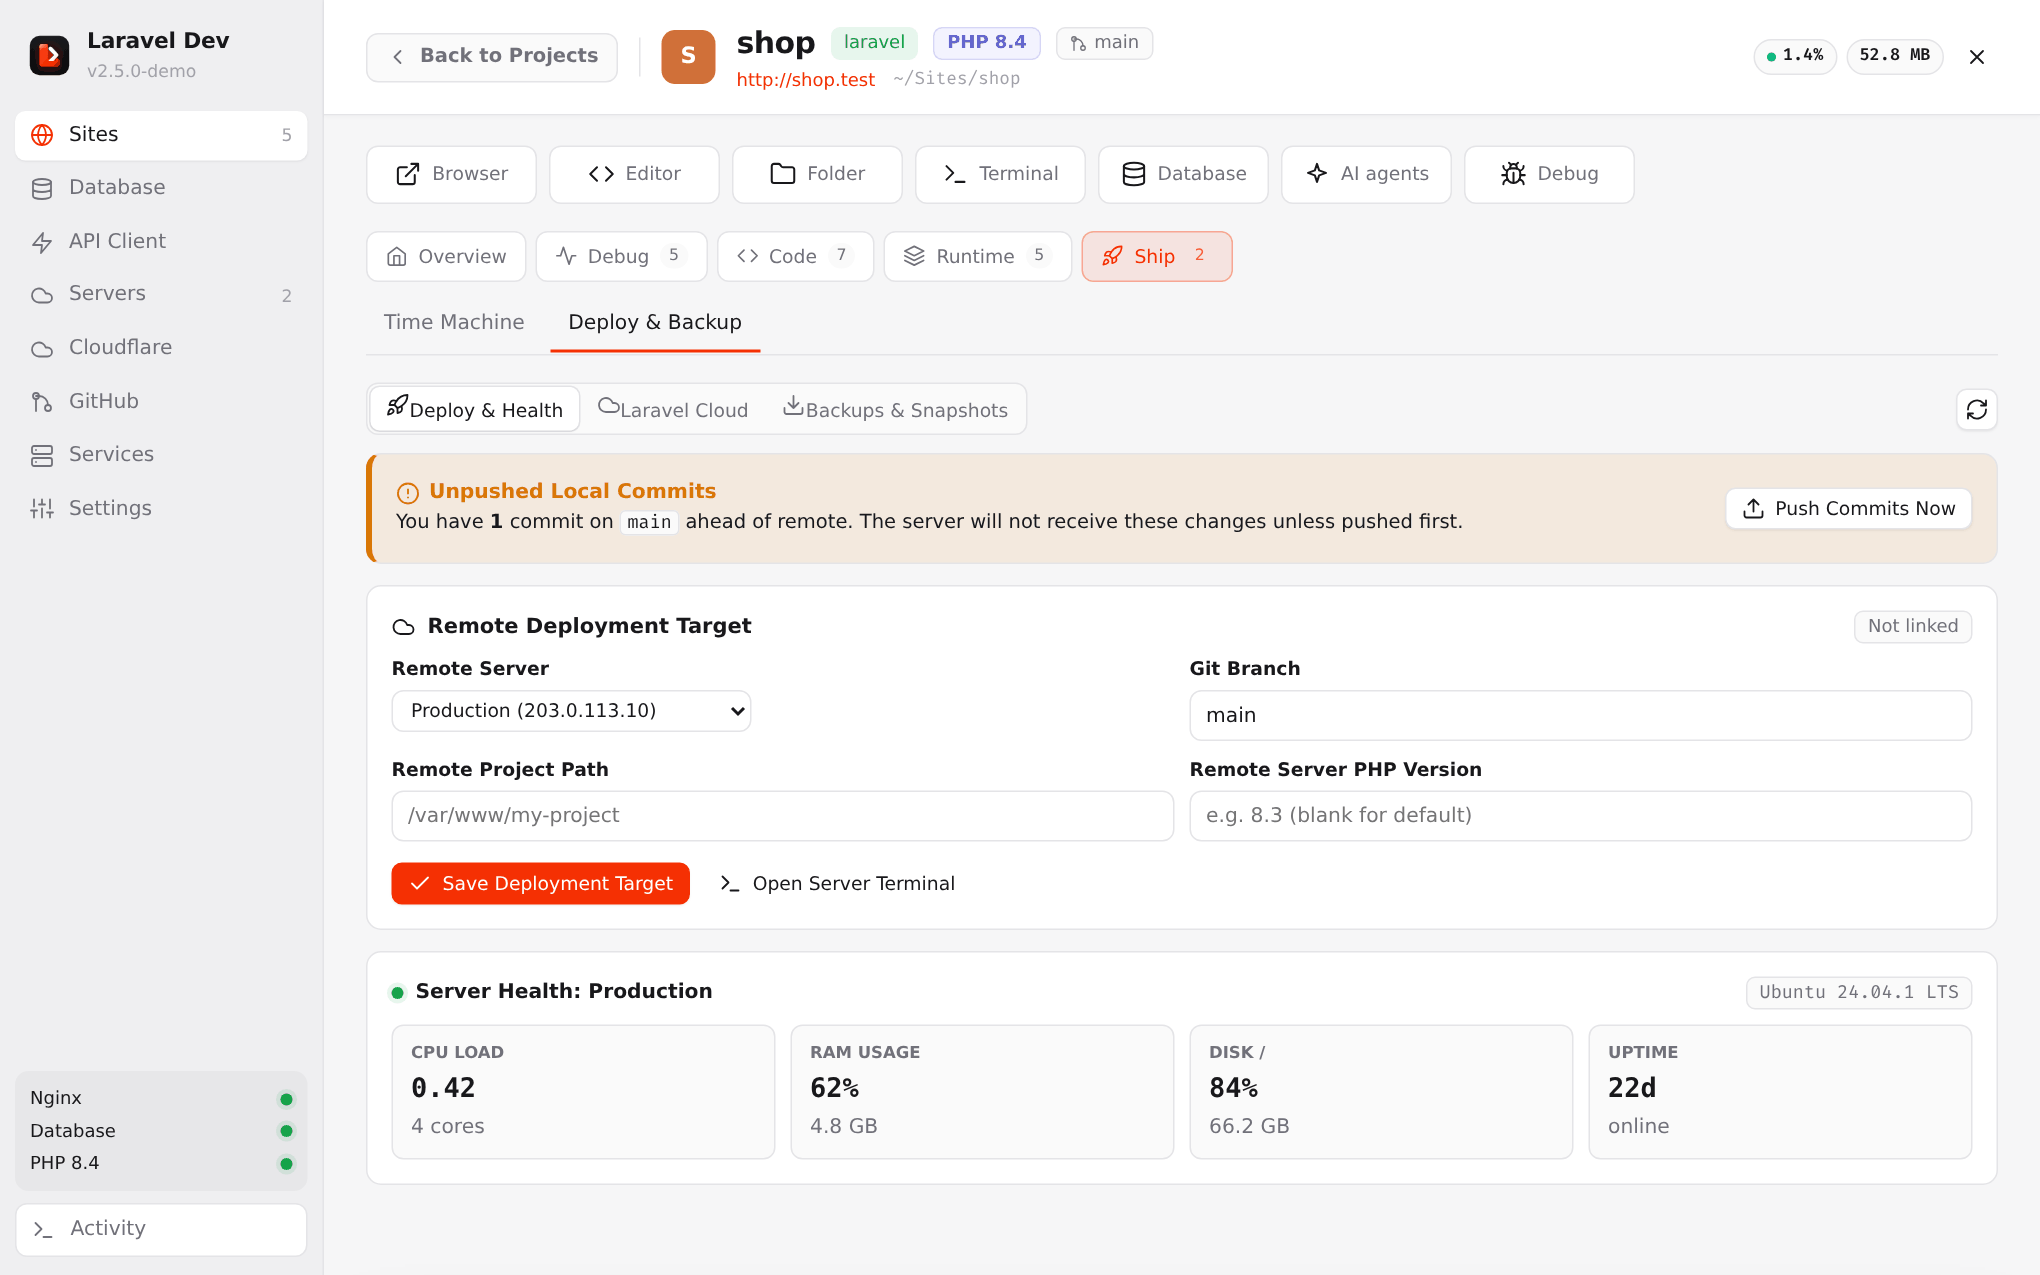 Laravel Dev
v2.5.0-demo
Sites 5
Database
API Client
Servers 2
Cloudflare
GitHub
Services
Settings
Nginx
Database
PHP 8.4
Activity
Back to Projects
S
shop laravel PHP 8.4 main
http://shop.test ~/Sites/shop
1.4% 52.8 MB
Browser Editor Folder Terminal Database AI agents Debug
Overview Debug 5 Code 7 Runtime 5 Ship 2
Time Machine Deploy & Backup
Deploy & Health Laravel Cloud Backups & Snapshots
Unpushed Local Commits
You have 1 commit on main ahead of remote. The server will not receive these changes unless pushed first.
Push Commits Now
Remote Deployment Target
Not linked
Remote Server
Production (203.0.113.10)
Git Branch
main
Remote Project Path
/var/www/my-project
Remote Server PHP Version
e.g. 8.3 (blank for default)
Save Deployment Target Open Server Terminal
Server Health: Production
Ubuntu 24.04.1 LTS
CPU LOAD
0.42
4 cores
RAM USAGE
62%
4.8 GB
DISK /
84%
66.2 GB
UPTIME
22d
online